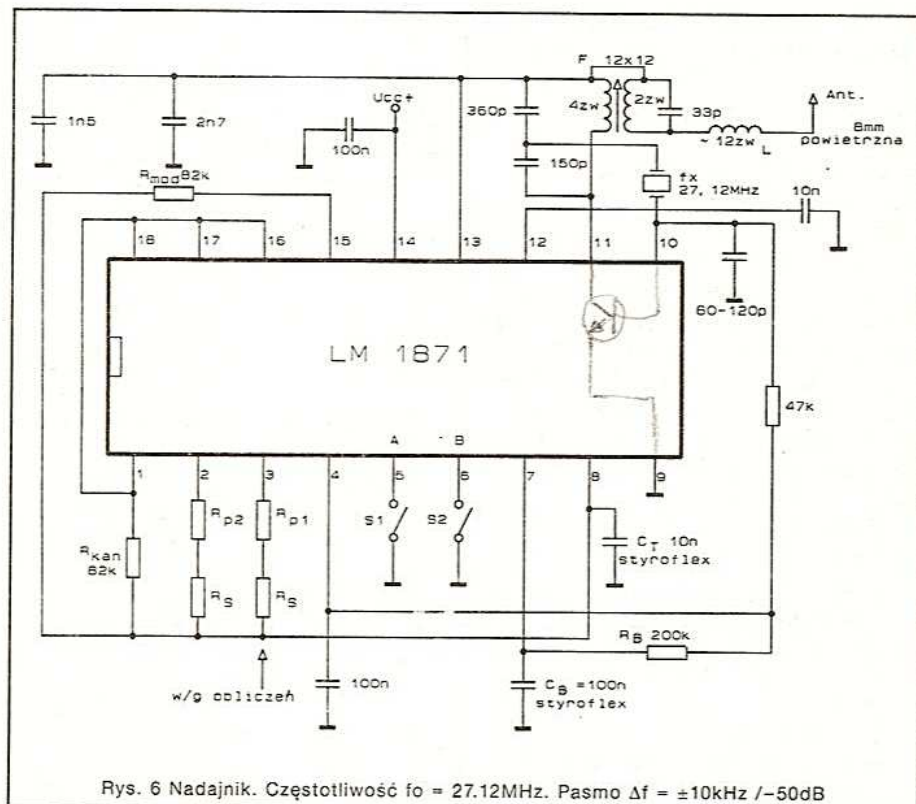 F 12x12
Ucc+
360p
4zw
2zw
33p
Ant.
1n5
2n7
100n
150p
~ 12zw L
8mm
powietrzna
Rmod 82k
fx
27, 12MHz
10n
18 17 16 15 14 13 12 11 10
60-120p
LM 1871
47k
A B
1 2 3 4 5 6 7 8 9
Rp2
Rp1
S1
S2
Rkan
82k
CT 10n
styroflex
RS
RS
RB 200k
w/g obliczeń
100n
CB =100n
styroflex
Rys. 6 Nadajnik. Częstotliwość fo = 27.12MHz. Pasmo Δf = ±10kHz /-50dB